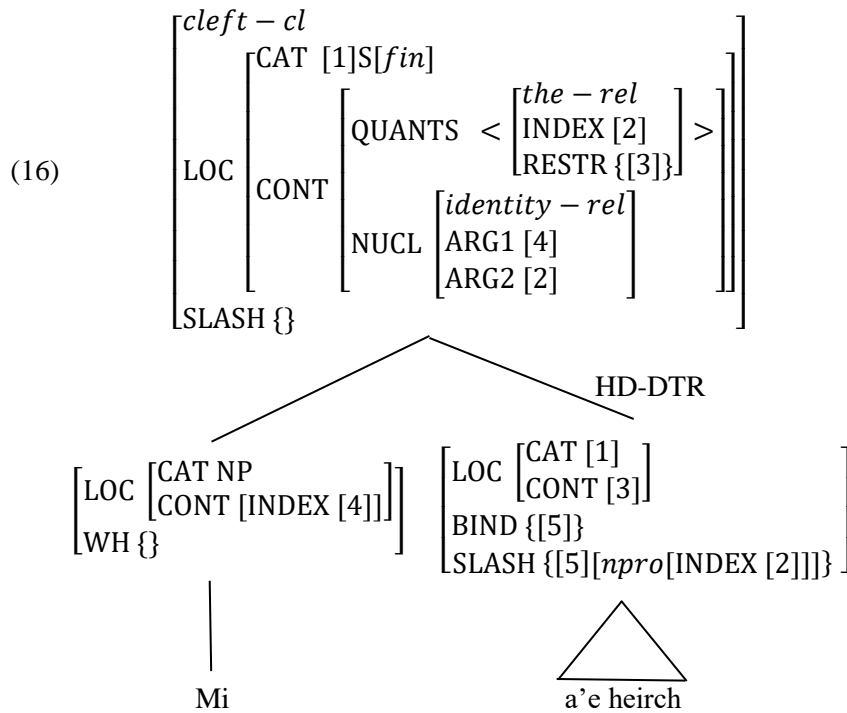 (16)
cleft − cl
LOC
CAT [1]S[fin]
CONT
QUANTS <
the − rel
INDEX [2]
RESTR {[3]}
>
NUCL
identity − rel
ARG1 [4]
ARG2 [2]
SLASH {}
HD-DTR
LOC
CAT NP
CONT [INDEX [4]]
WH {}
LOC
CAT [1]
CONT [3]
BIND {[5]}
SLASH {[5][npro[INDEX [2]]]}
Mi
a’e heirch